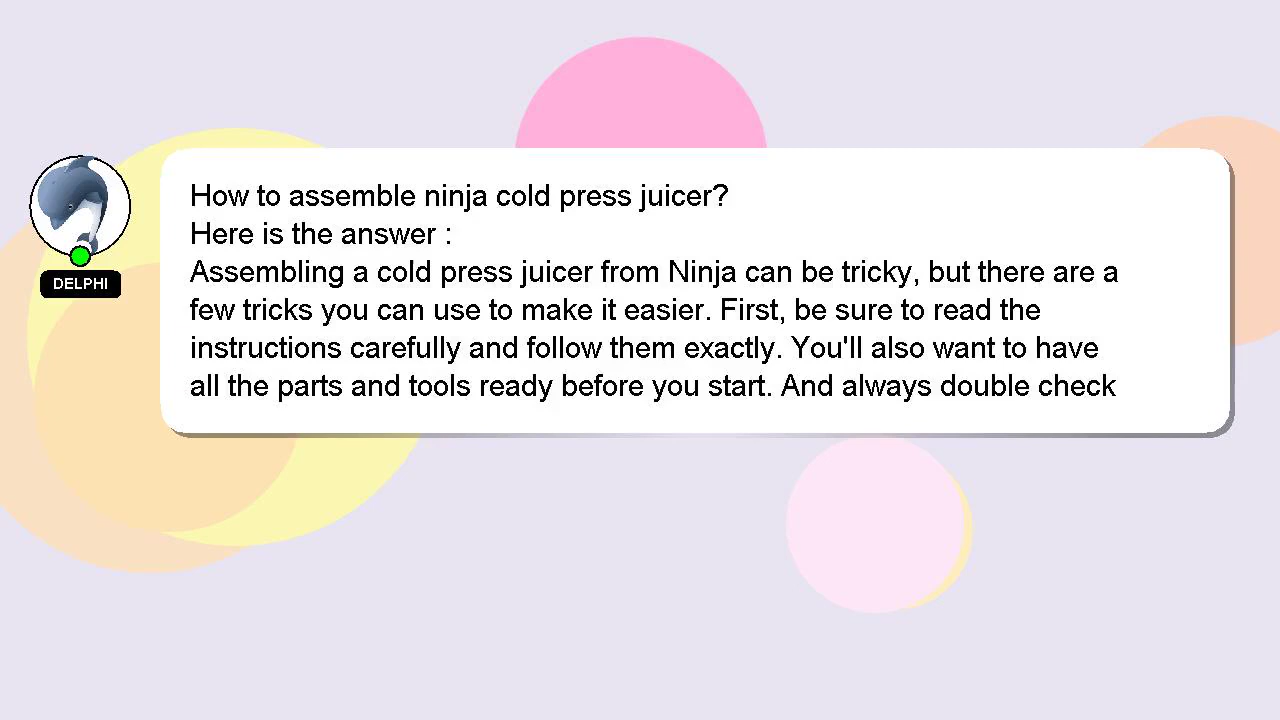 How to assemble ninja cold press juicer?
Here is the answer :
Assembling a cold press juicer from Ninja can be tricky, but there are a
few tricks you can use to make it easier. First, be sure to read the
instructions carefully and follow them exactly. You'll also want to have
all the parts and tools ready before you start. And always double check
DELPHI